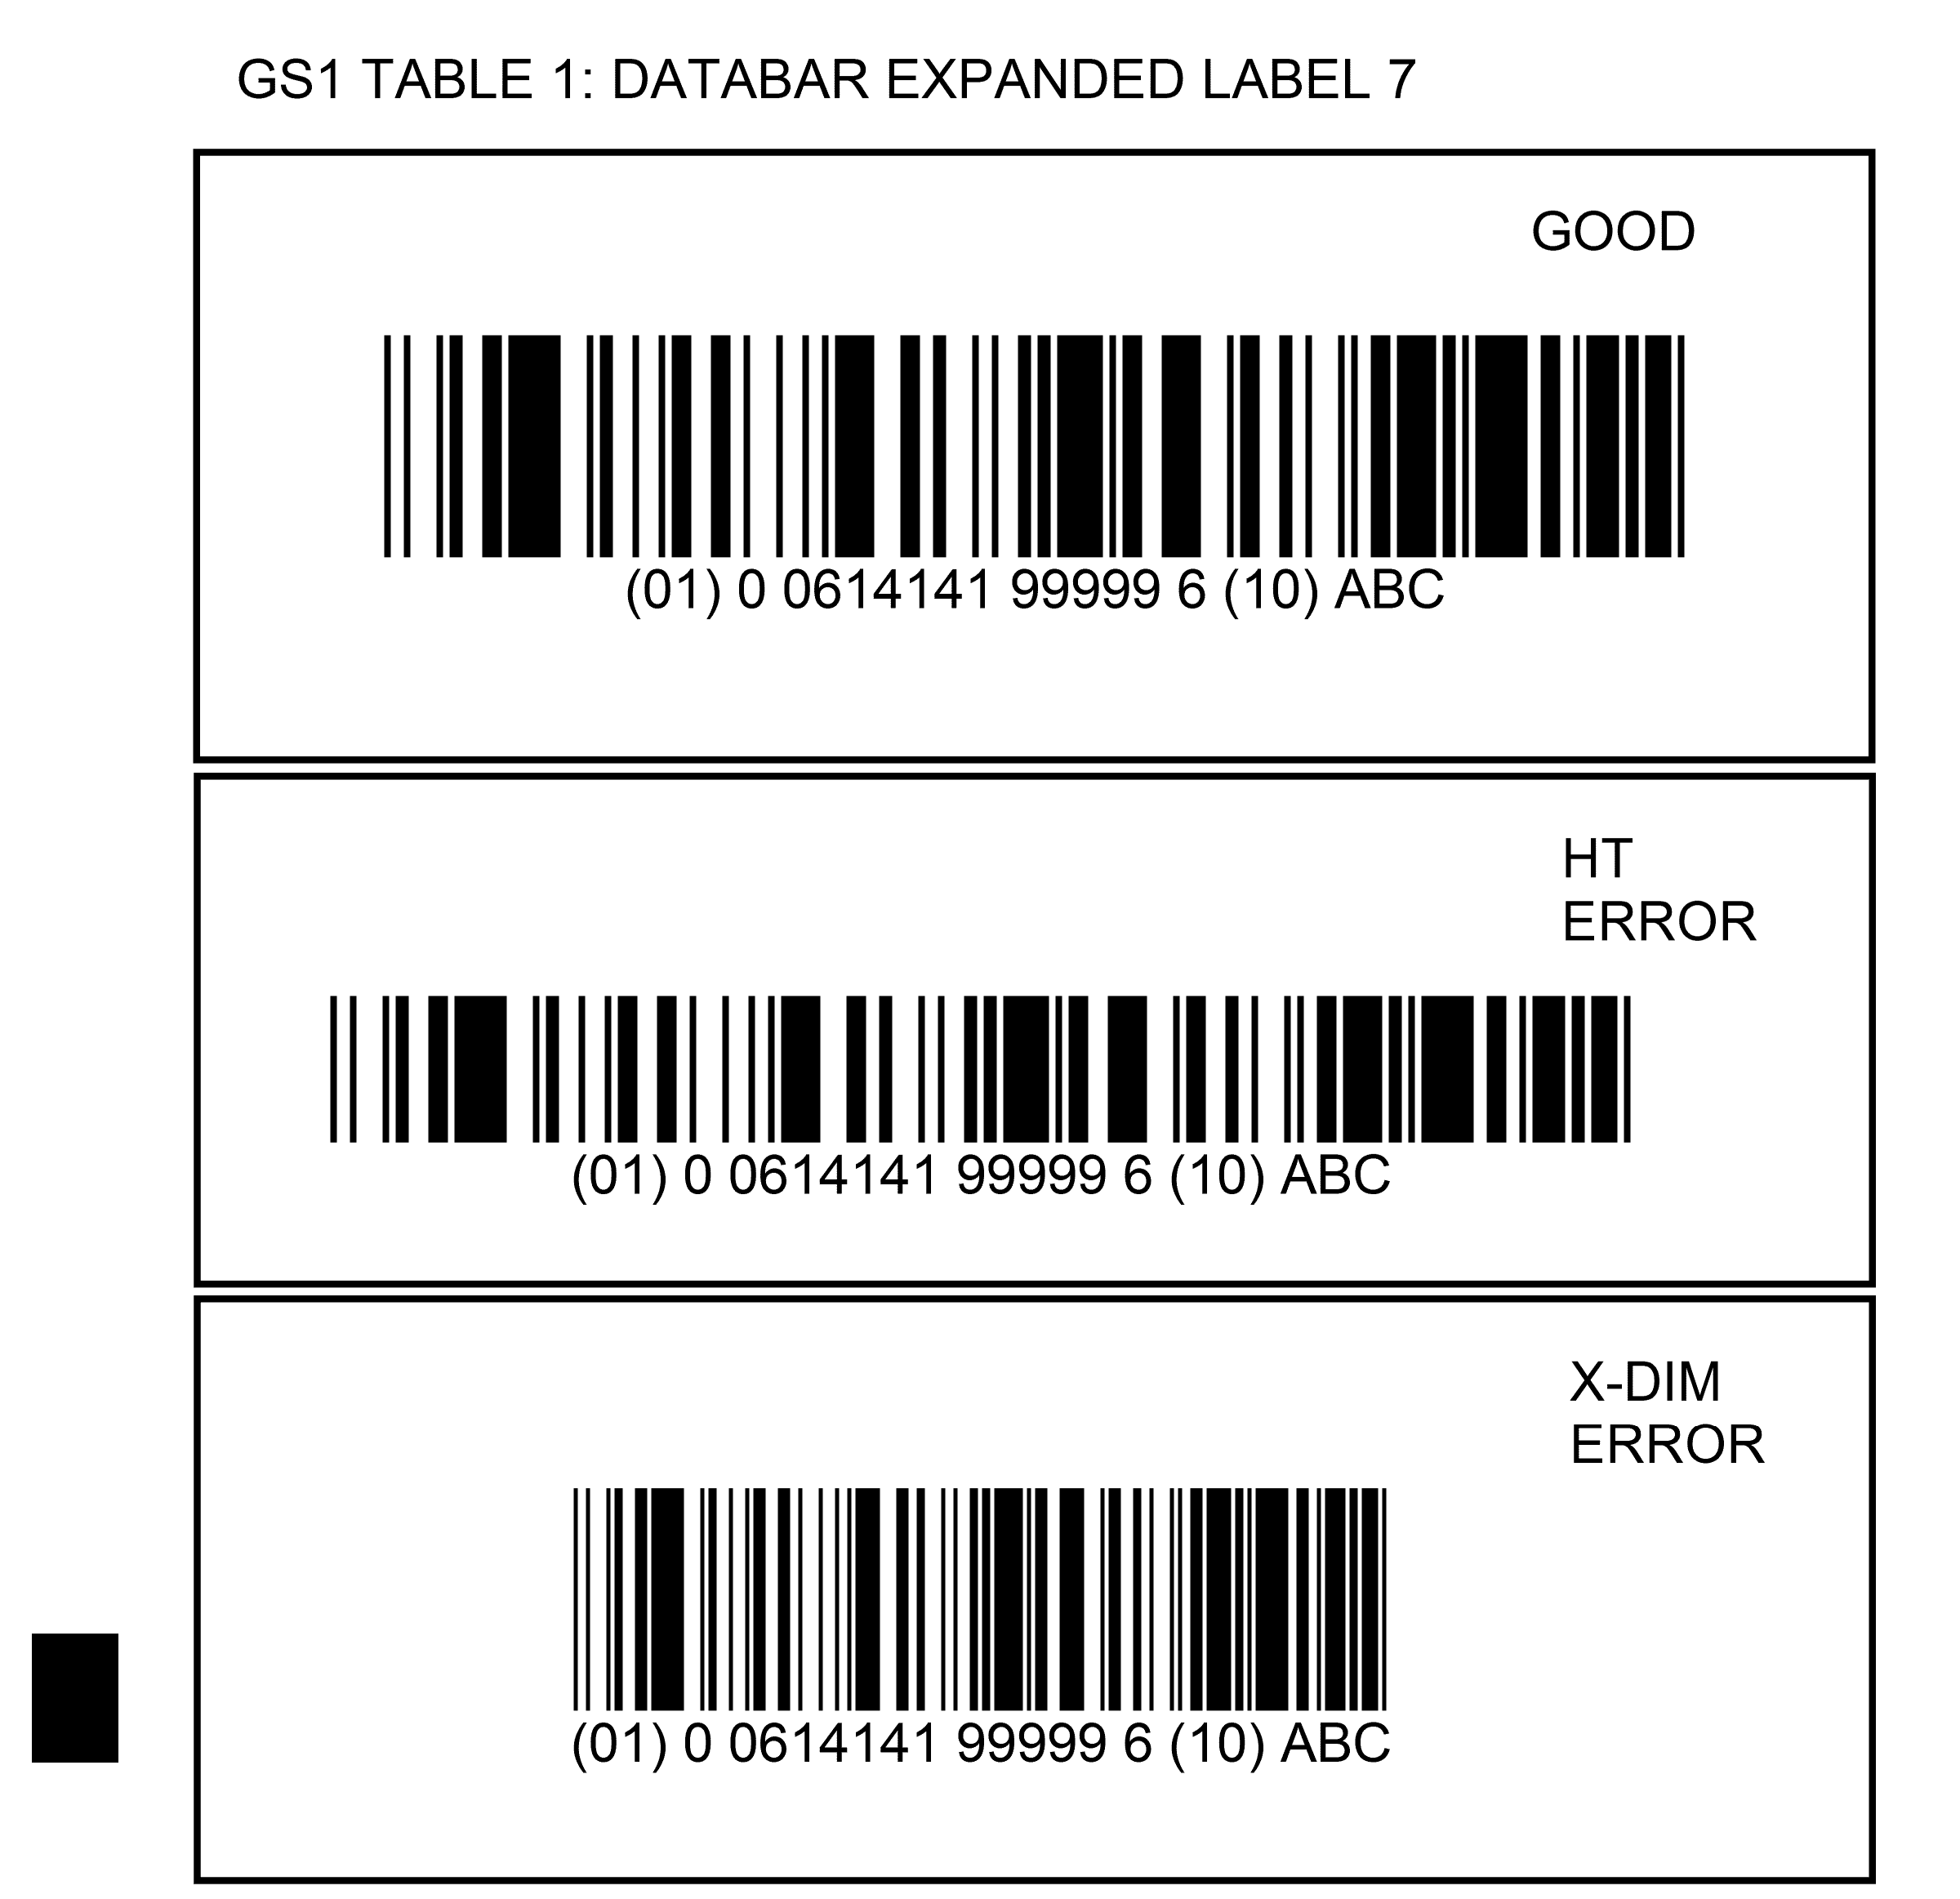 GS1 TABLE 1: DATABAR EXPANDED LABEL 7
GOOD
(01) 0 0614141 99999 6 (10) ABC
HT
ERROR
(01) 0 0614141 99999 6 (10) ABC
X-DIM
ERROR
(01) 0 0614141 99999 6 (10) ABC